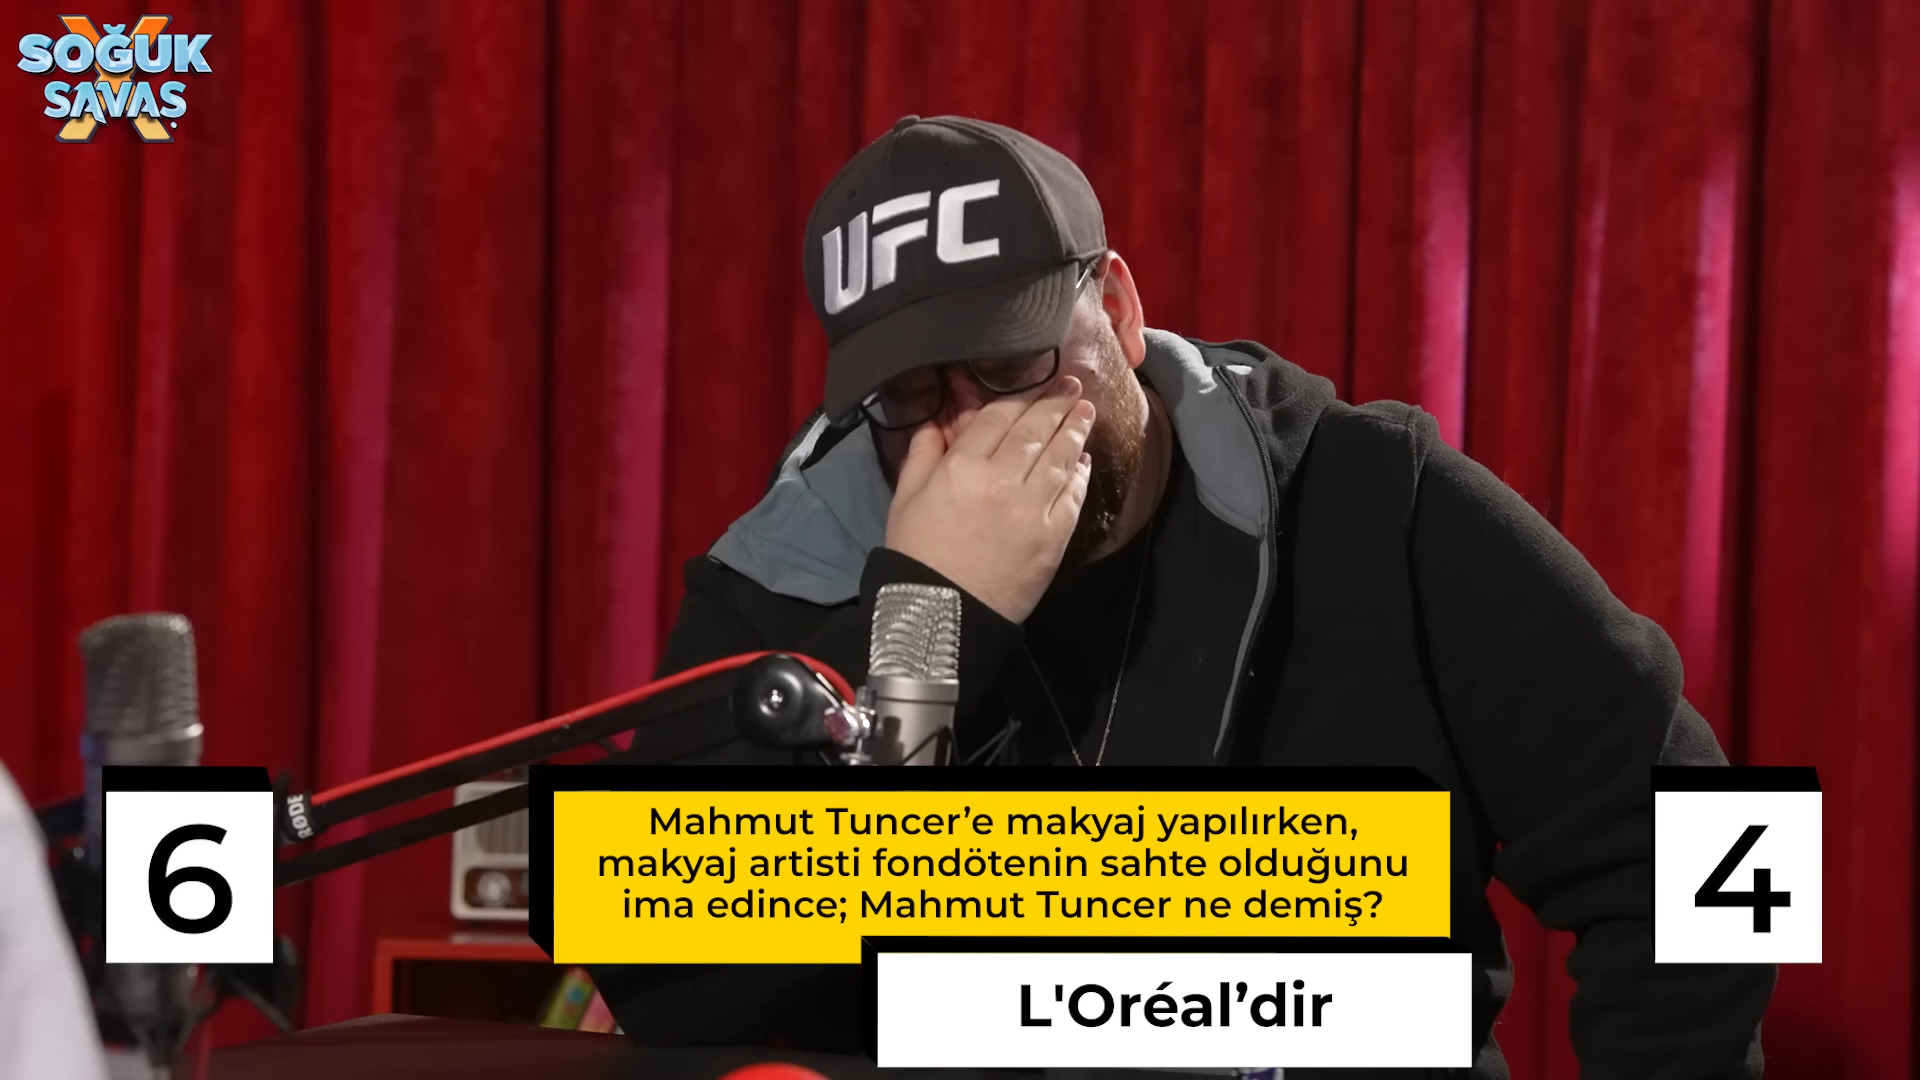 SOĞUK
SAVAŞ
UFC
RØDE
6
Mahmut Tuncer’e makyaj yapılırken,
makyaj artisti fondötenin sahte olduğunu
ima edince; Mahmut Tuncer ne demiş?
4
L'Oréal’dir